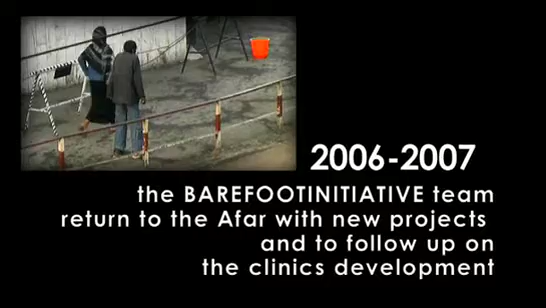 2006-2007
the BAREFOOTINITIATIVE team
return to the Afar with new projects
and to follow up on
the clinics development